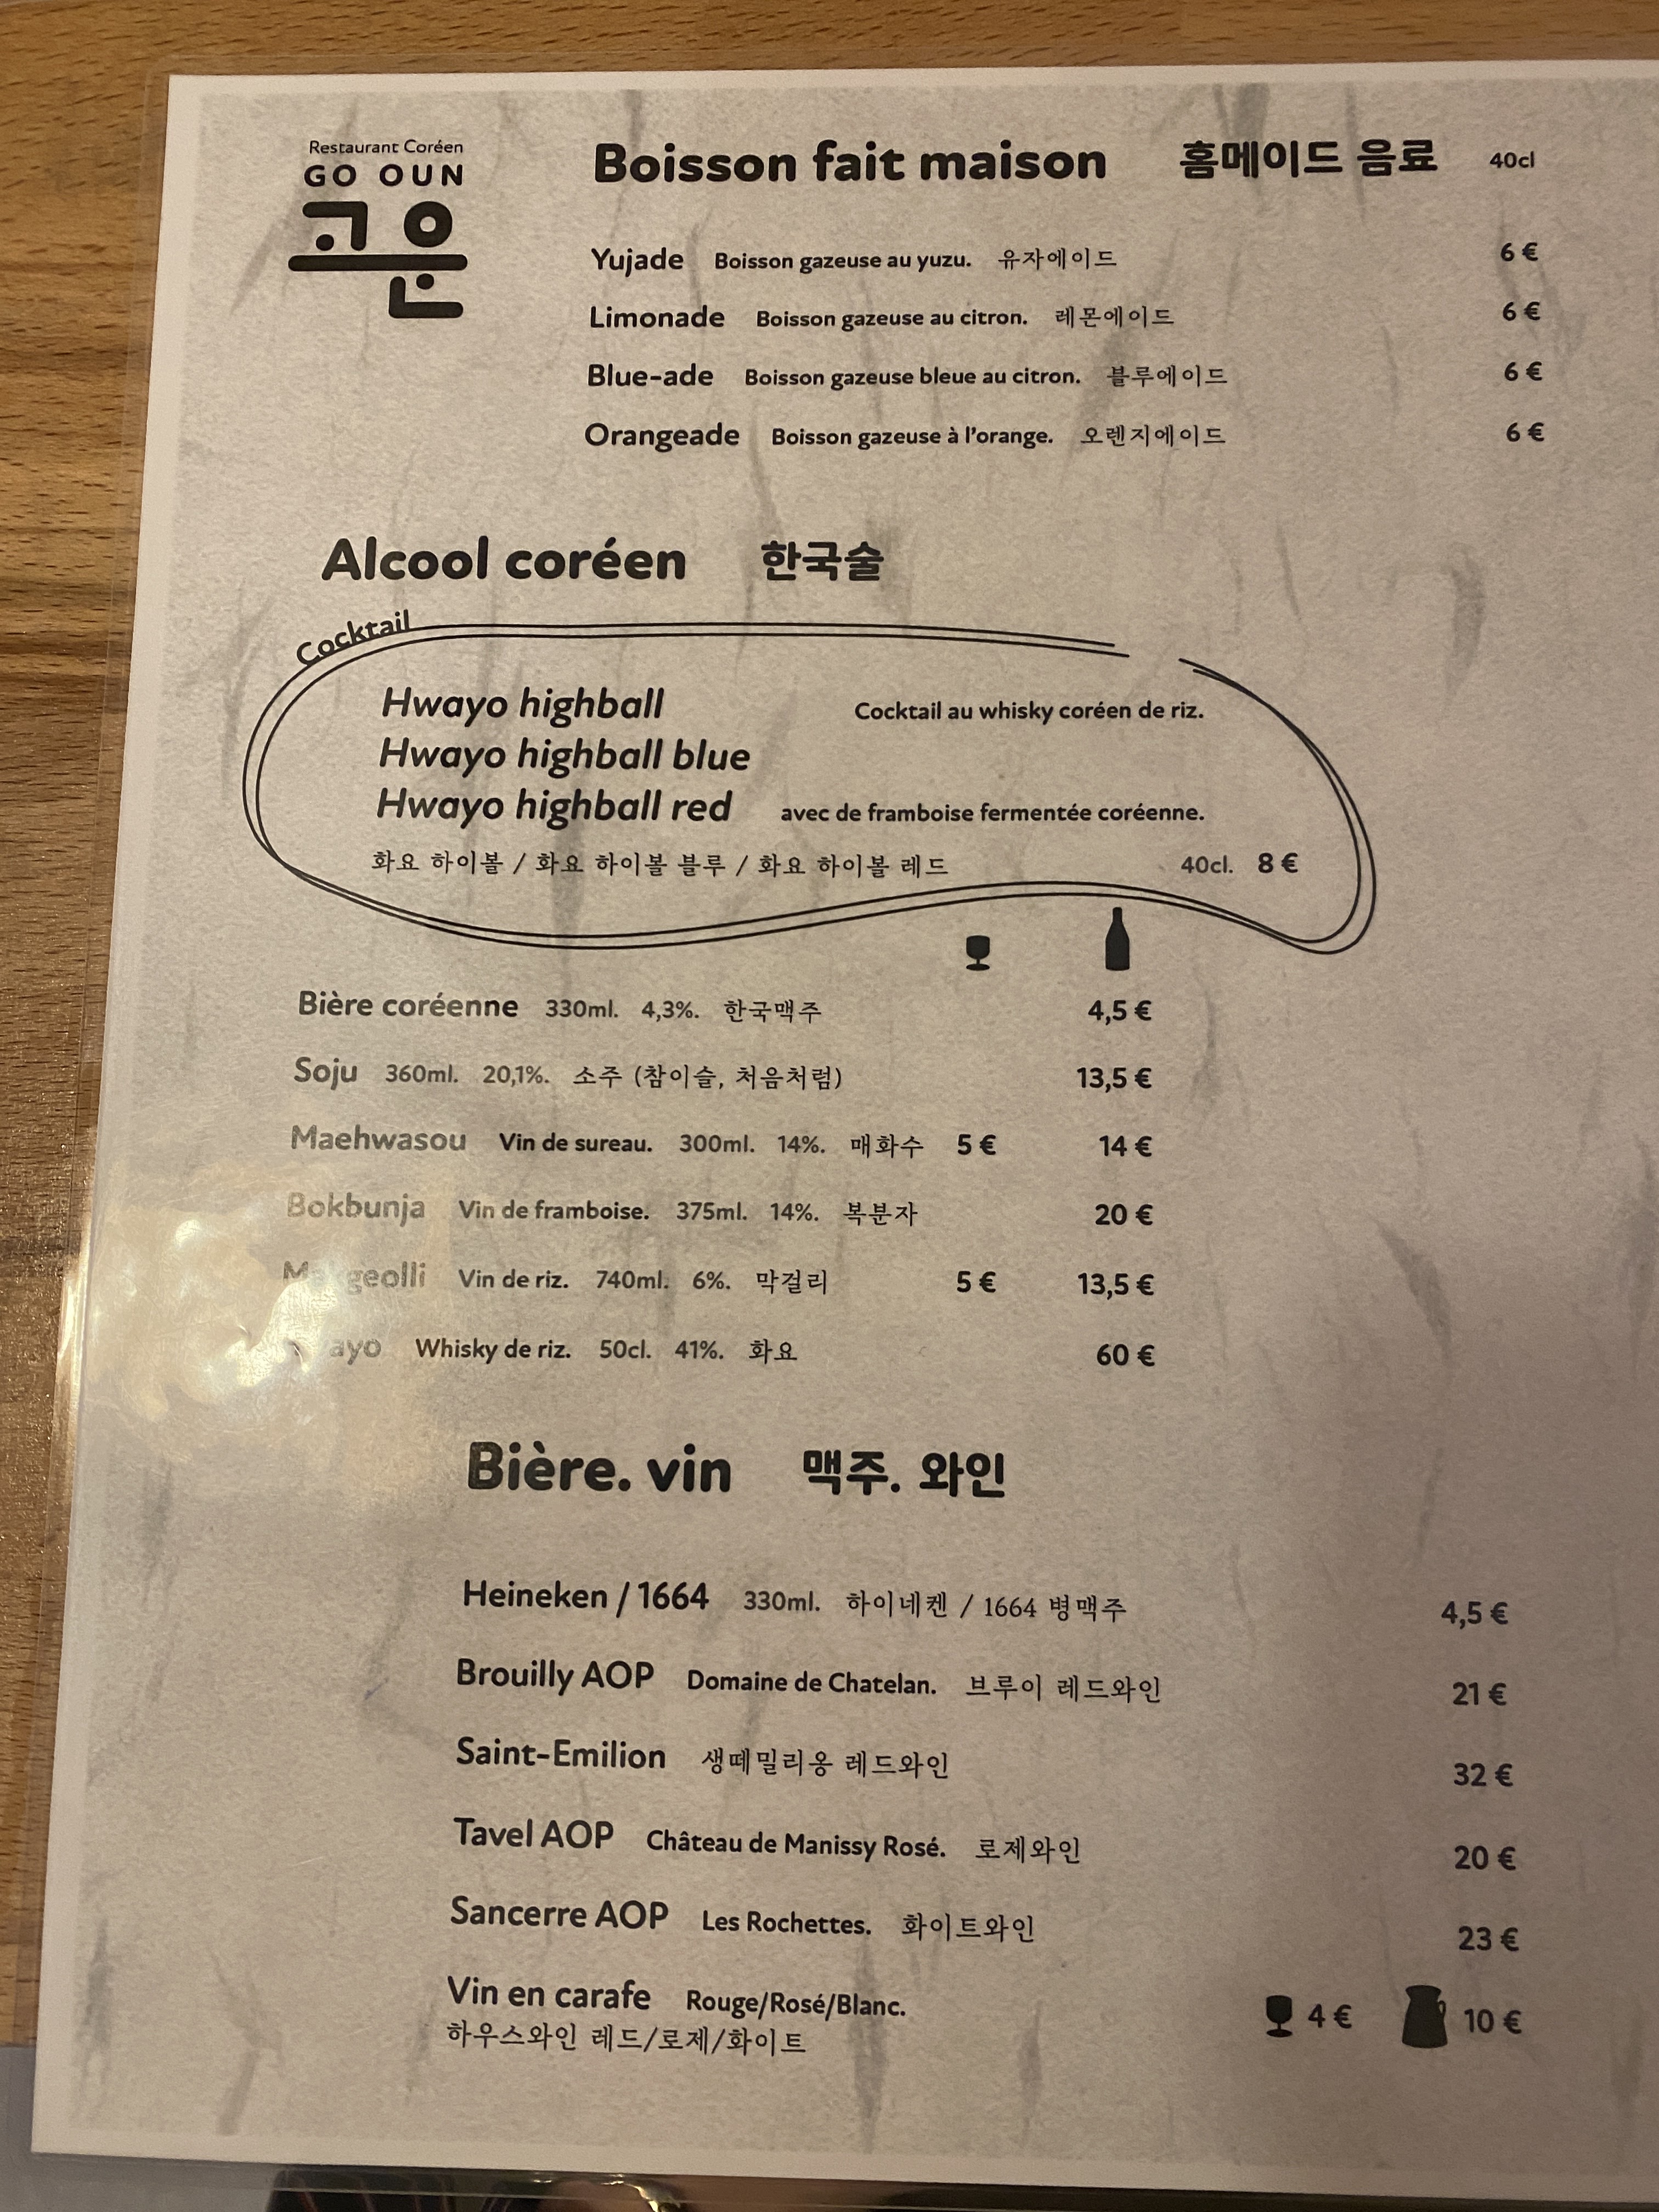 Restaurant Coréen
GO OUN
고운
Boisson fait maison 홈메이드 음료 40cl
Yujade Boisson gazeuse au yuzu. 유자에이드 6 €
Limonade Boisson gazeuse au citron. 레몬에이드 6 €
Blue-ade Boisson gazeuse bleue au citron. 블루에이드 6 €
Orangeade Boisson gazeuse à l'orange. 오렌지에이드 6 €
Alcool coréen 한국술
Cocktail
Hwayo highball Cocktail au whisky coréen de riz.
Hwayo highball blue
Hwayo highball red avec de framboise fermentée coréenne.
화요 하이볼 / 화요 하이볼 블루 / 화요 하이볼 레드 40cl. 8 €
Bière coréenne 330ml. 4,3%. 한국맥주 4,5 €
Soju 360ml. 20,1%. 소주 (참이슬, 처음처럼) 13,5 €
Maehwasou Vin de sureau. 300ml. 14%. 매화수 5 € 14 €
Bokbunja Vin de framboise. 375ml. 14%. 복분자 20 €
Vin de riz. 740ml. 6%. 막걸리 5 € 13,5 €
Whisky de riz. 50cl. 41%. 화요 60 €
Bière. vin 맥주. 와인
Heineken / 1664 330ml. 하이네켄 / 1664 병맥주 4,5 €
Brouilly AOP Domaine de Chatelan. 브루이 레드와인 21 €
Saint-Emilion 생떼밀리옹 레드와인 32 €
Tavel AOP Château de Manissy Rosé. 로제와인 20 €
Sancerre AOP Les Rochettes. 화이트와인 23 €
Vin en carafe Rouge/Rosé/Blanc. 4 € 10 €
하우스와인 레드/로제/화이트